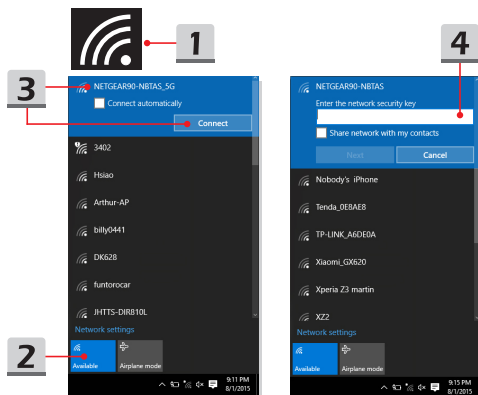 1
3
NETGEAR90-NBTAS_5G
Connect automatically
Connect
3402
Hsiao
Arthur-AP
billy0441
DK628
funtorocar
JHTTS-DIR810L
Network settings
2
Available
Airplane mode
9:11 PM
8/1/2015
4
NETGEAR90-NBTAS
Enter the network security key
Share network with my contacts
Next
Cancel
Nobody's iPhone
Tenda_0E8AE8
TP-LINK_A6DE0A
Xiaomi_GX620
Xperia Z3 martin
XZ2
Network settings
Available
Airplane mode
9:15 PM
8/1/2015